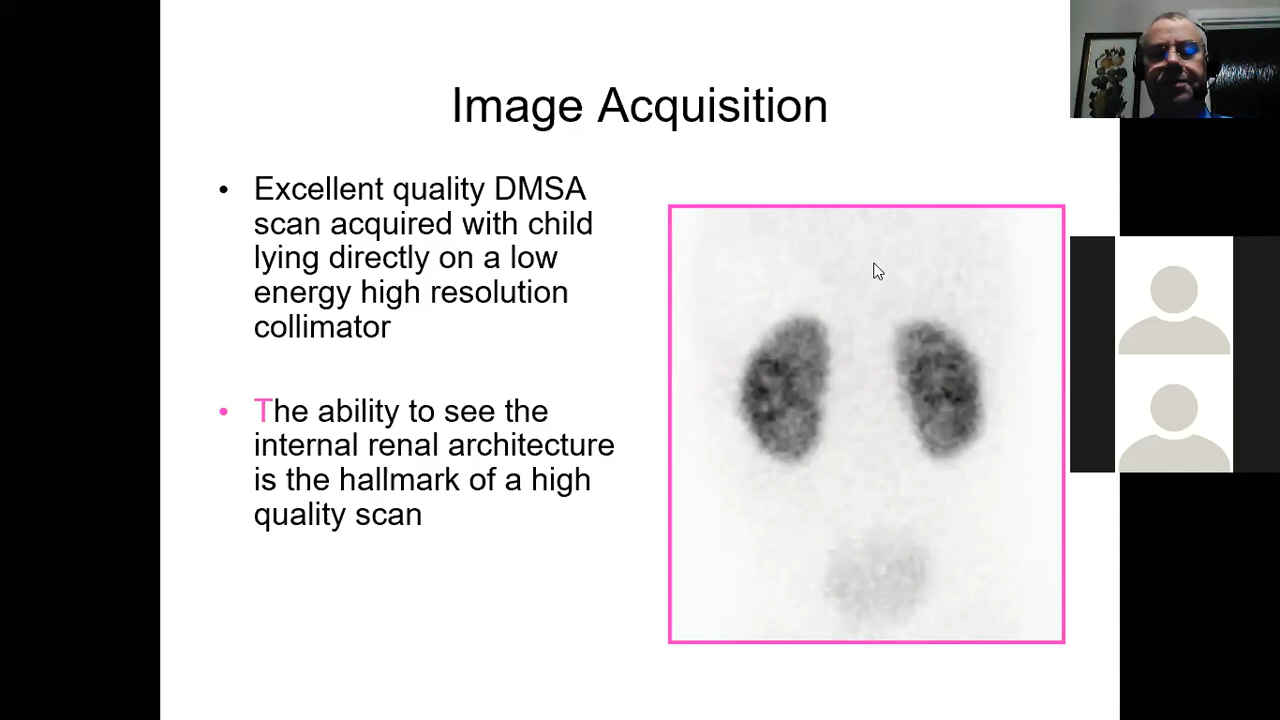 Image Acquisition
• Excellent quality DMSA
scan acquired with child
lying directly on a low
energy high resolution
collimator
• The ability to see the
internal renal architecture
is the hallmark of a high
quality scan